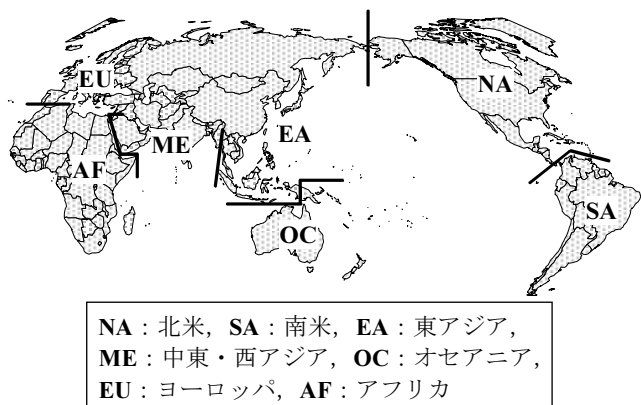 EU
NA
ME
EA
AF
OC
SA
NA：北米，SA：南米，EA：東アジア，
ME：中東・西アジア，OC：オセアニア，
EU：ヨーロッパ，AF：アフリカ